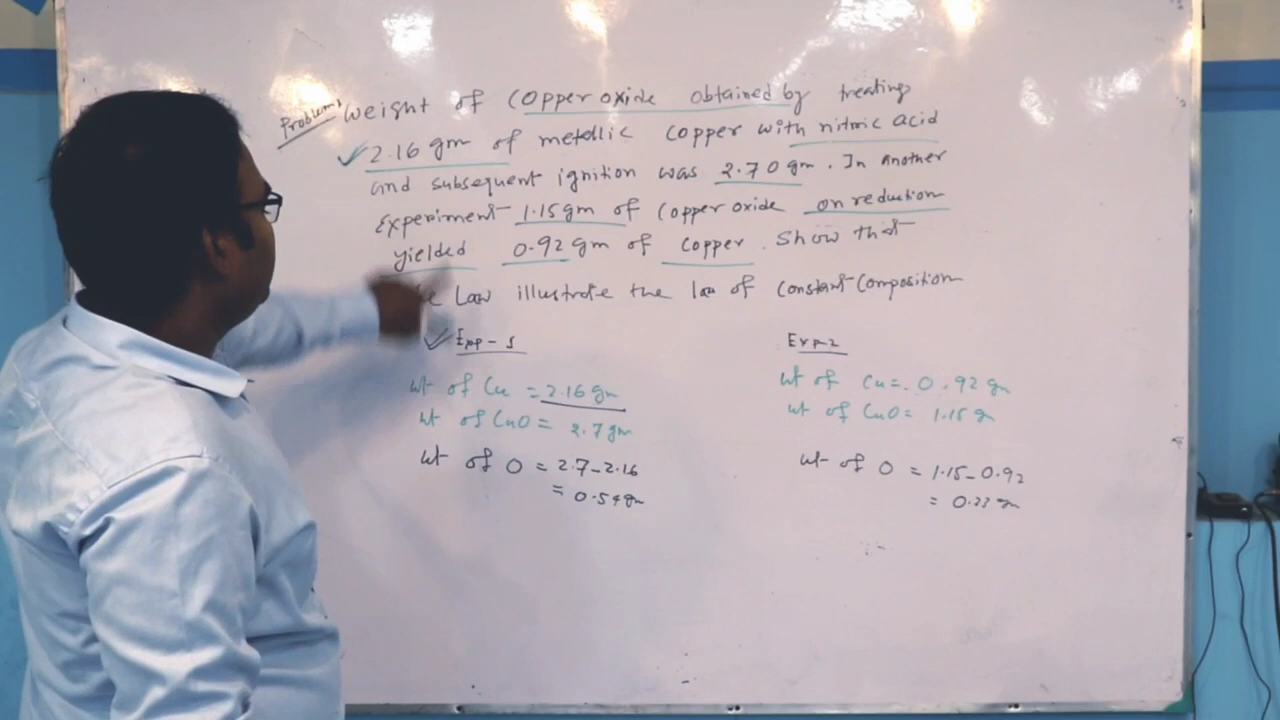 Problem: Weight of Copper oxide obtained by treating
2.16 gm of metallic copper with nitric acid
and subsequent ignition was 2.70 gm. In another
Experiment 1.15gm of Copper oxide on reduction
yielded 0.92 gm of copper. Show that
Law illustrate the law of constant Composition
Exp-1
wt of Cu = 2.16 gm
wt of CuO = 2.7 gm
wt of O = 2.7-2.16
= 0.54gm
Exp-2
wt of Cu = 0.92 gm
wt of CuO = 1.15 g
wt of O = 1.15-0.92
= 0.23 gm